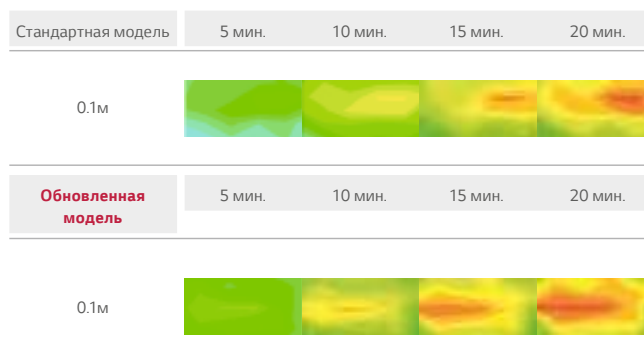 Стандартная модель 5 мин. 10 мин. 15 мин. 20 мин.
0.1м
Обновленная 5 мин. 10 мин. 15 мин. 20 мин.
модель
0.1м